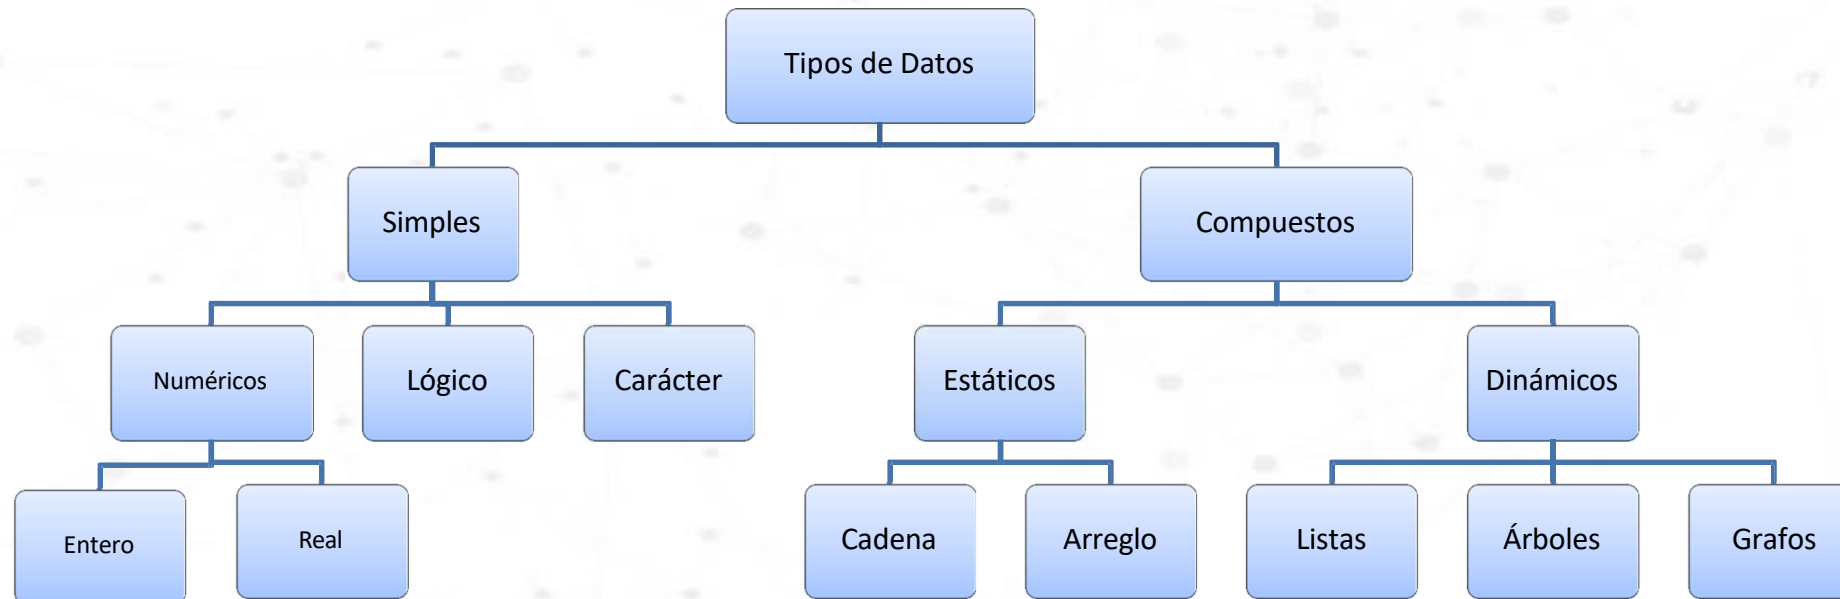 Tipos de Datos
Simples
Compuestos
Numéricos
Lógico
Carácter
Estáticos
Dinámicos
Entero
Real
Cadena
Arreglo
Listas
Árboles
Grafos